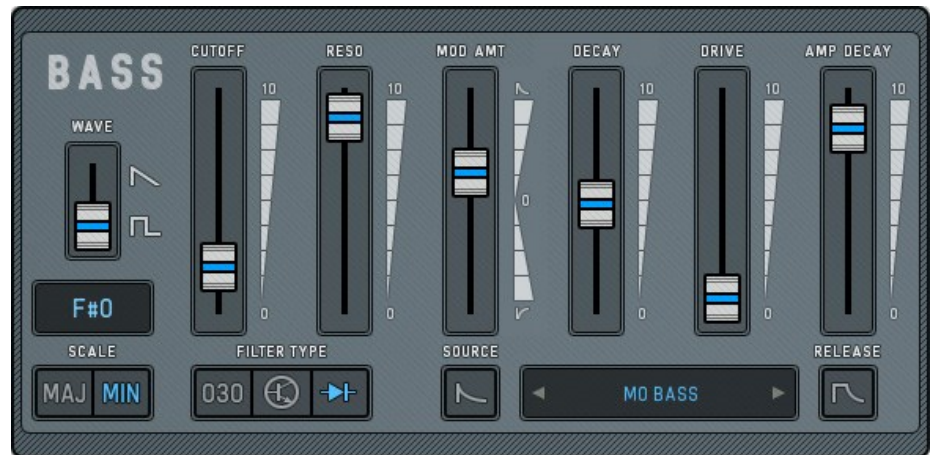 BASS
CUTOFF RESO MOD AMT DECAY DRIVE AMP DECAY
10 10 10 10 10
WAVE
0
F#0
0 0 0 0 0
SCALE FILTER TYPE SOURCE RELEASE
MAJ MIN 030 MO BASS